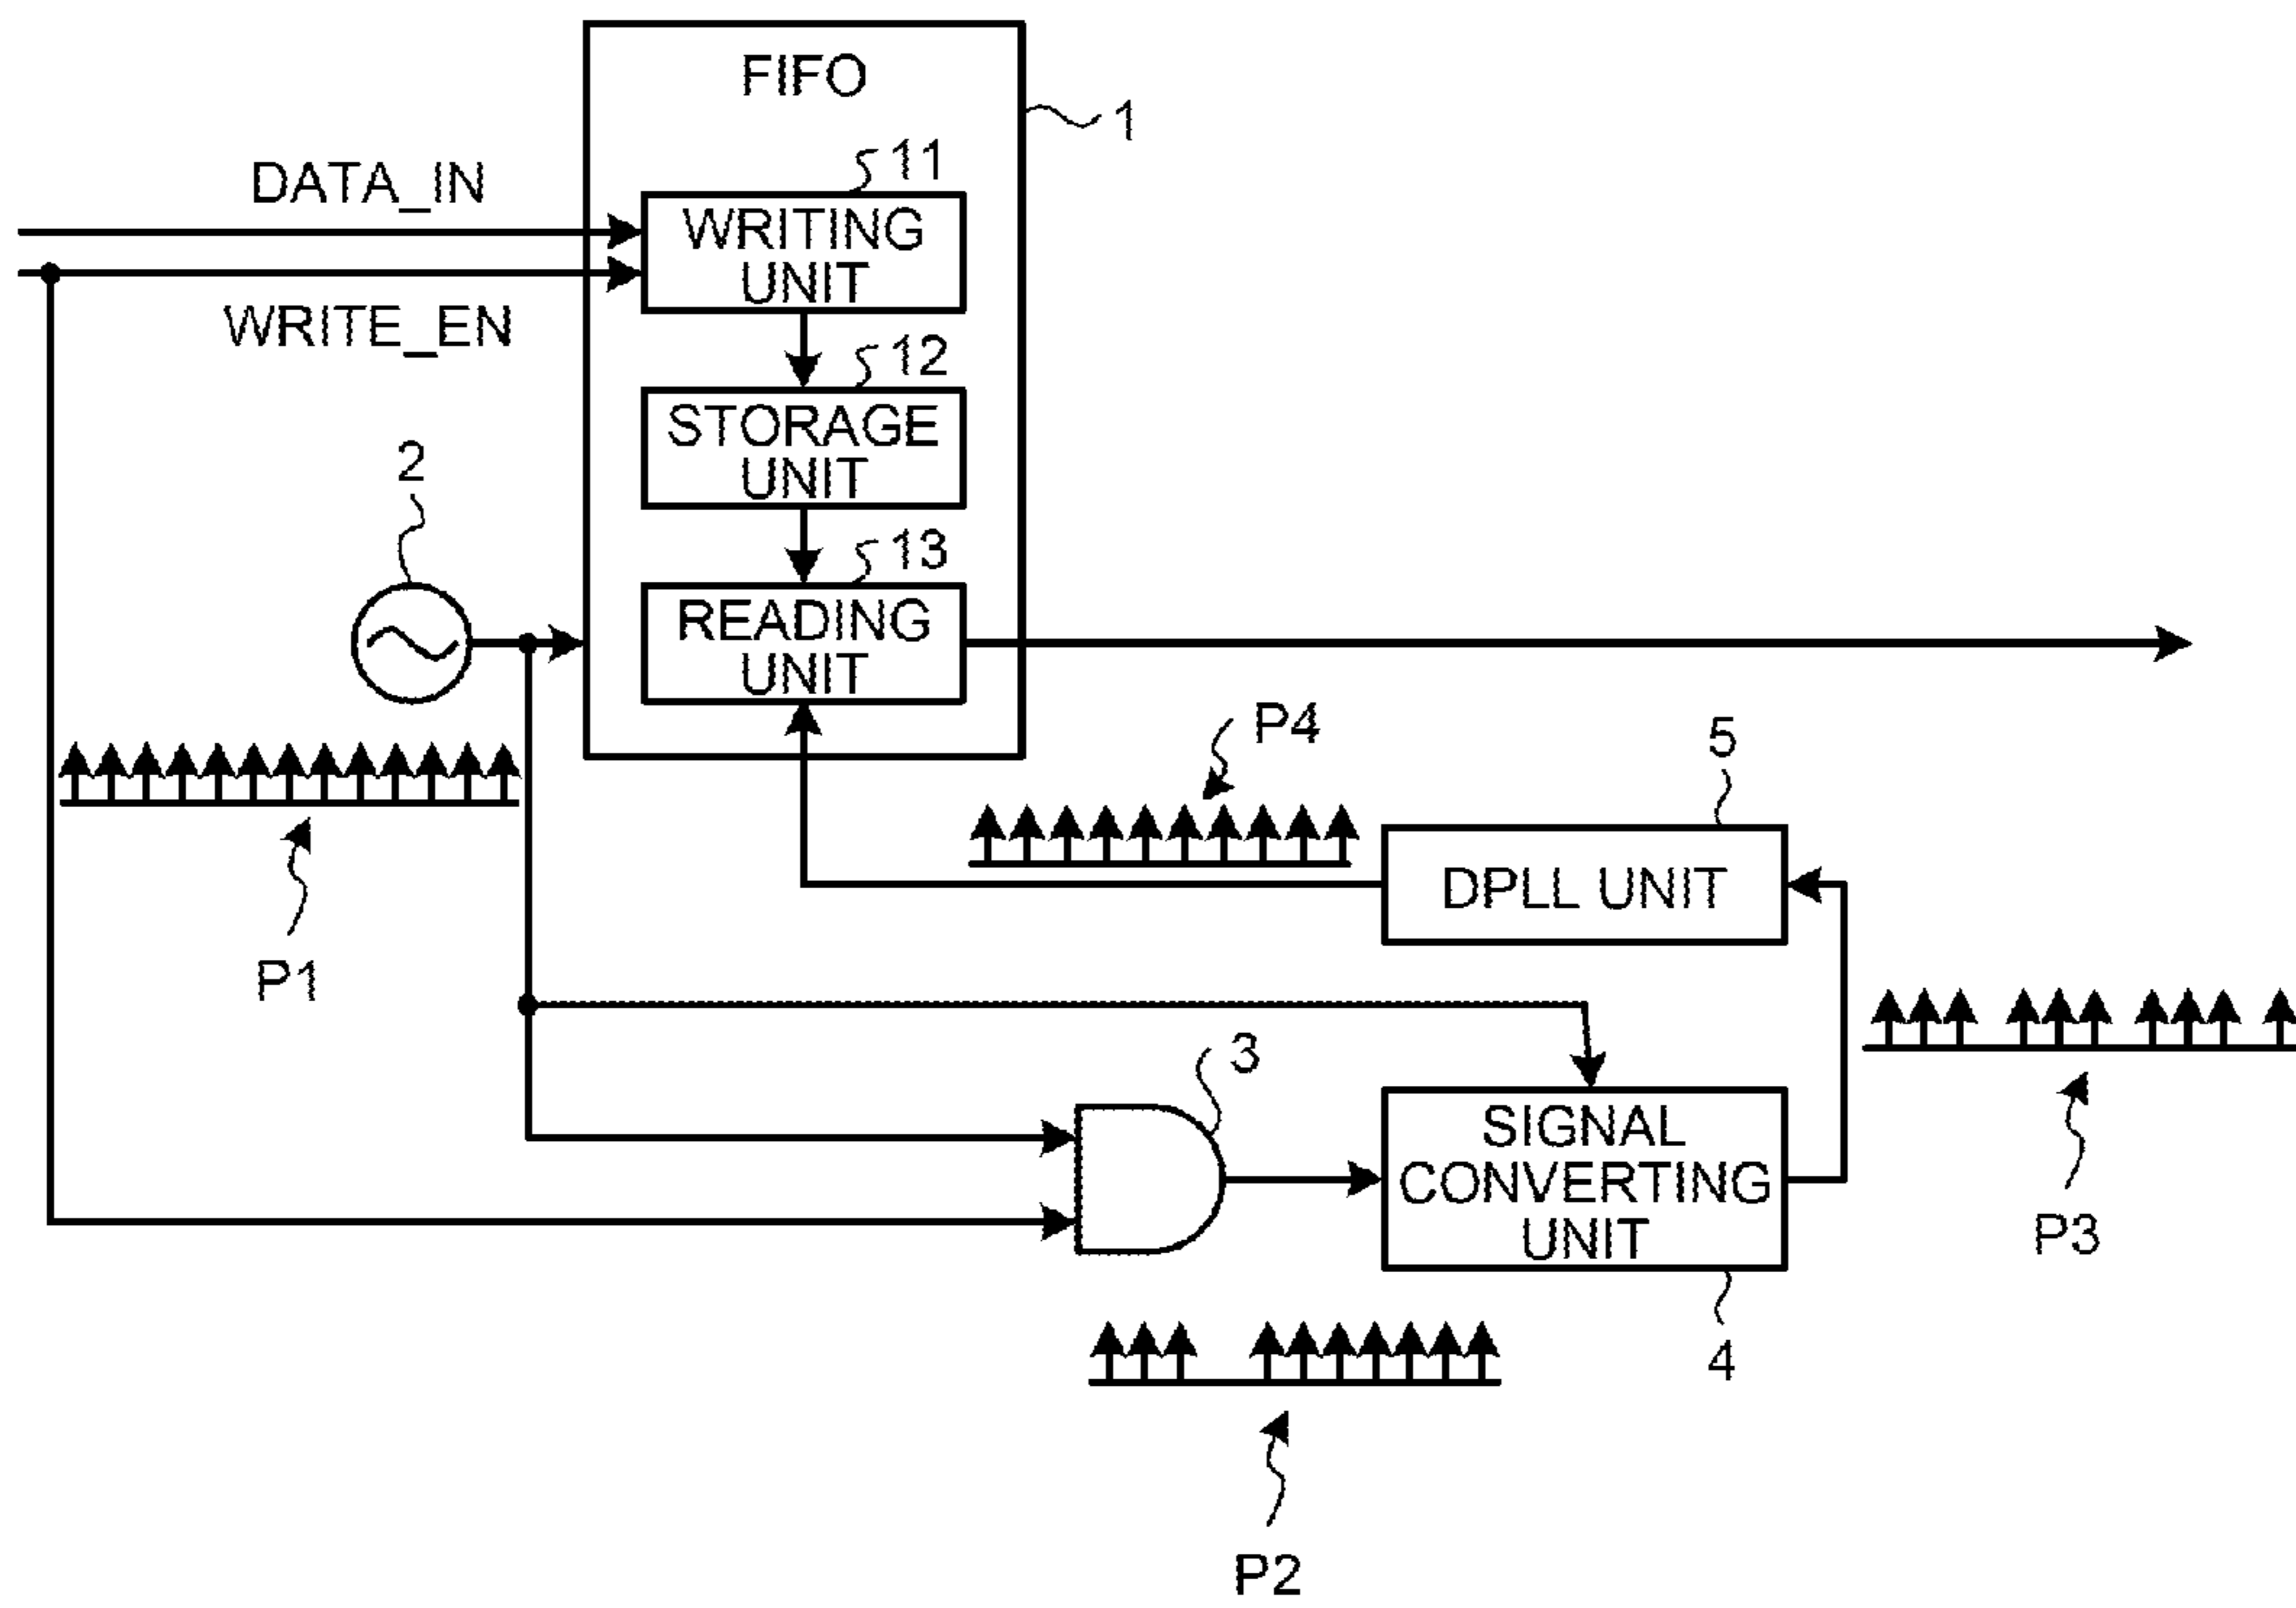 FIFO
1
DATA_IN
11
WRITING
UNIT
WRITE_EN
12
STORAGE
UNIT
2
13
READING
UNIT
P4
5
DPLL UNIT
P1
3
SIGNAL
CONVERTING
UNIT
P3
4
P2